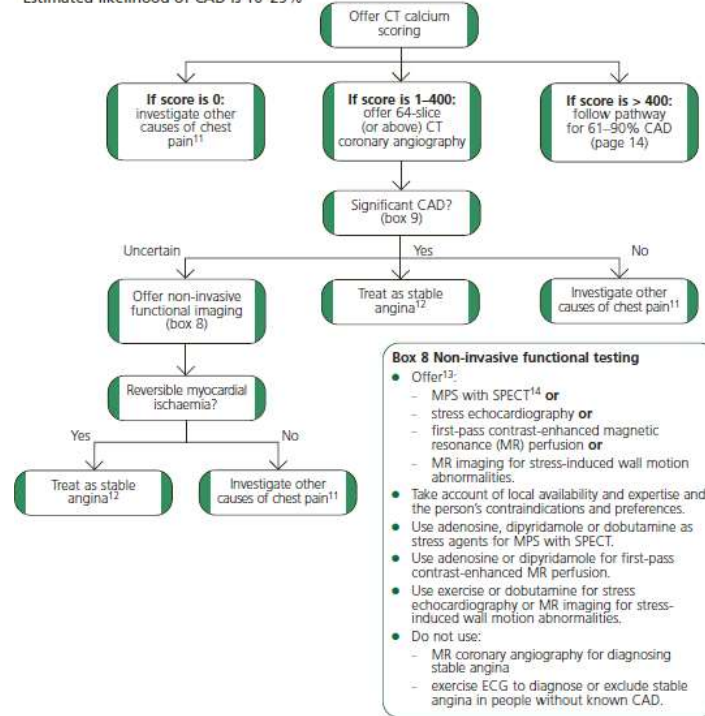 Estimated likelihood of CAD is
Offer CT calcium
scoring
If score is 0:
investigate other
causes of chest
pain¹¹
If score is 1–400:
offer 64-slice
(or above) CT
coronary angiography
If score is > 400:
follow pathway
for 61–90% CAD
(page 14)
Significant CAD?
(box 9)
Uncertain
Yes
No
Offer non-invasive
functional imaging
(box 8)
Treat as stable
angina¹²
Investigate other
causes of chest pain¹¹
Reversible myocardial
ischaemia?
Yes
No
Treat as stable
angina¹²
Investigate other
causes of chest pain¹¹
Box 8 Non-invasive functional testing
● Offer¹³:
– MPS with SPECT¹⁴ or
– stress echocardiography or
– first-pass contrast-enhanced magnetic
resonance (MR) perfusion or
– MR imaging for stress-induced wall motion
abnormalities.
● Take account of local availability and expertise and
the person's contraindications and preferences.
● Use adenosine, dipyridamole or dobutamine as
stress agents for MPS with SPECT.
● Use adenosine or dipyridamole for first-pass
contrast-enhanced MR perfusion.
● Use exercise or dobutamine for stress
echocardiography or MR imaging for stress-
induced wall motion abnormalities.
● Do not use:
– MR coronary angiography for diagnosing
stable angina
– exercise ECG to diagnose or exclude stable
angina in people without known CAD.